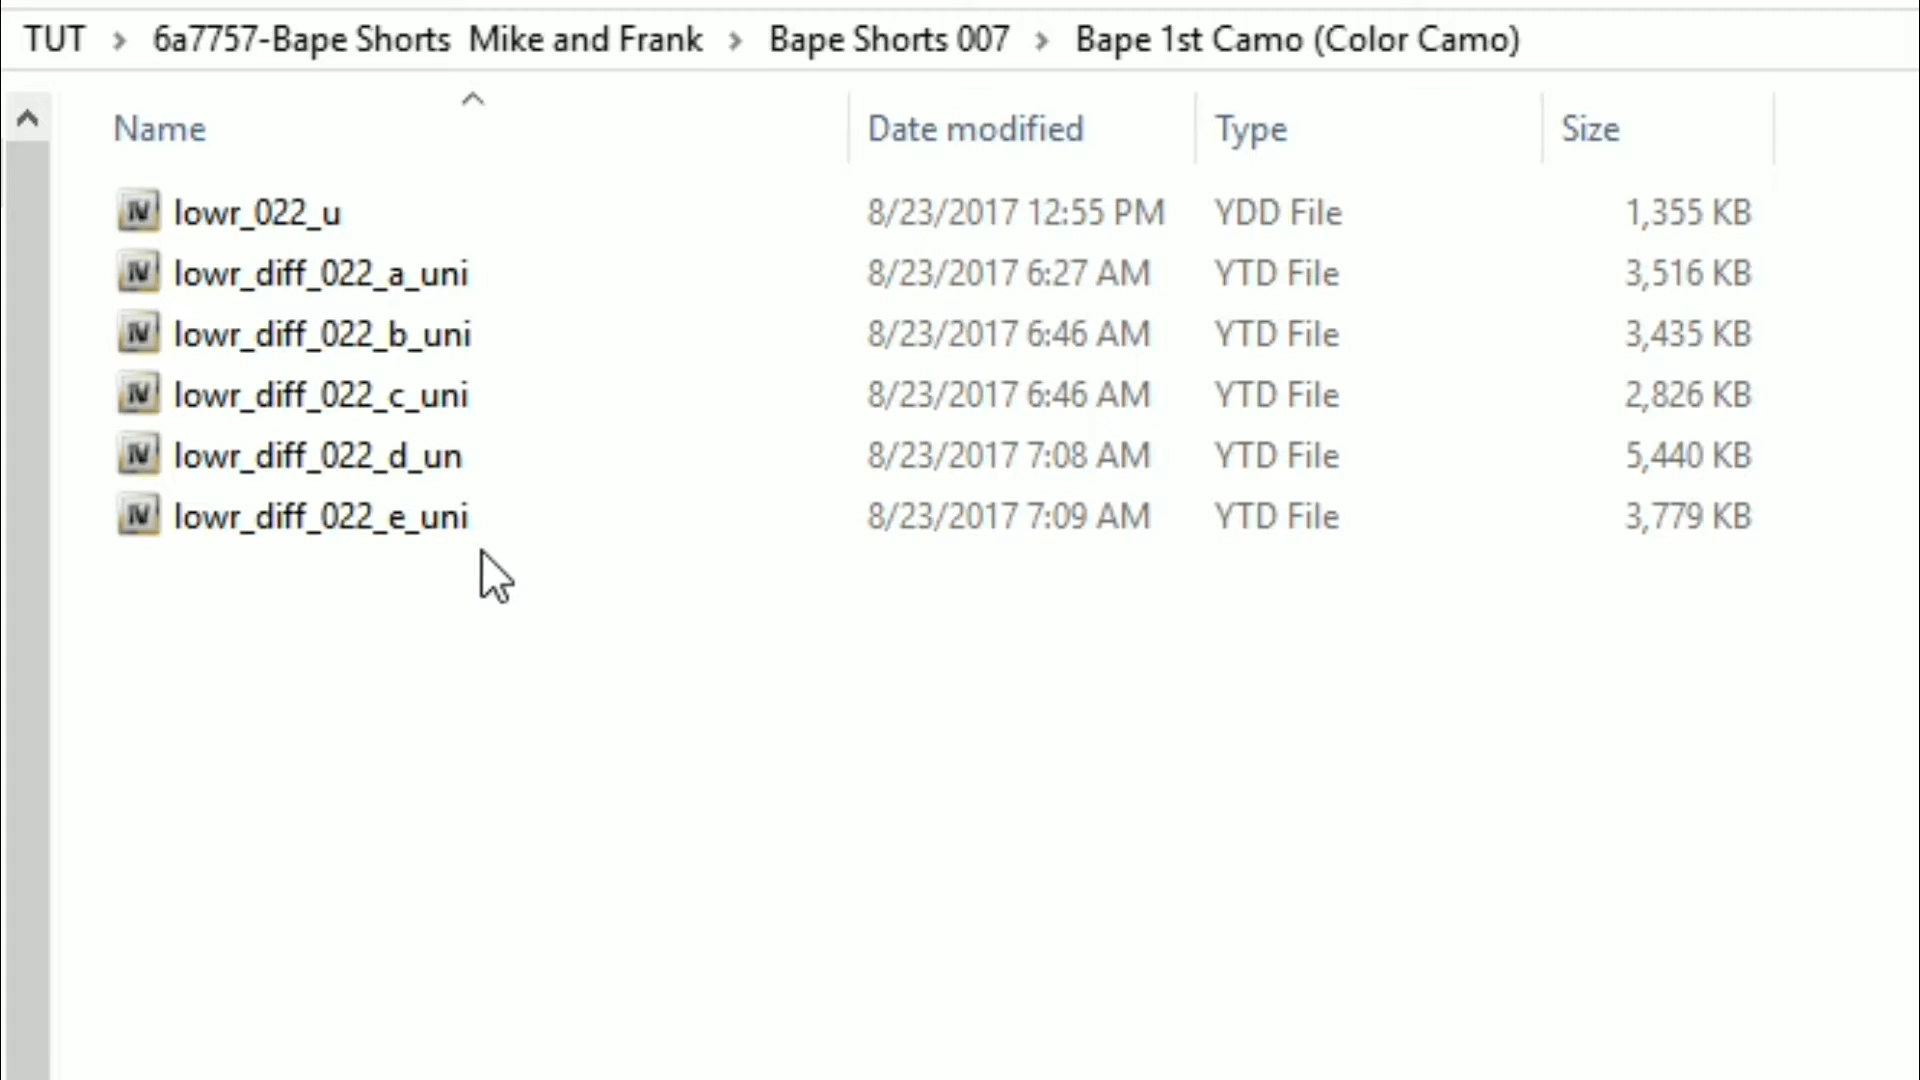 TUT > 6a7757-Bape Shorts Mike and Frank > Bape Shorts 007 > Bape 1st Camo (Color Camo)
Name Date modified Type Size
lowr_022_u 8/23/2017 12:55 PM YDD File 1,355 KB
lowr_diff_022_a_uni 8/23/2017 6:27 AM YTD File 3,516 KB
lowr_diff_022_b_uni 8/23/2017 6:46 AM YTD File 3,435 KB
lowr_diff_022_c_uni 8/23/2017 6:46 AM YTD File 2,826 KB
lowr_diff_022_d_un 8/23/2017 7:08 AM YTD File 5,440 KB
lowr_diff_022_e_uni 8/23/2017 7:09 AM YTD File 3,779 KB